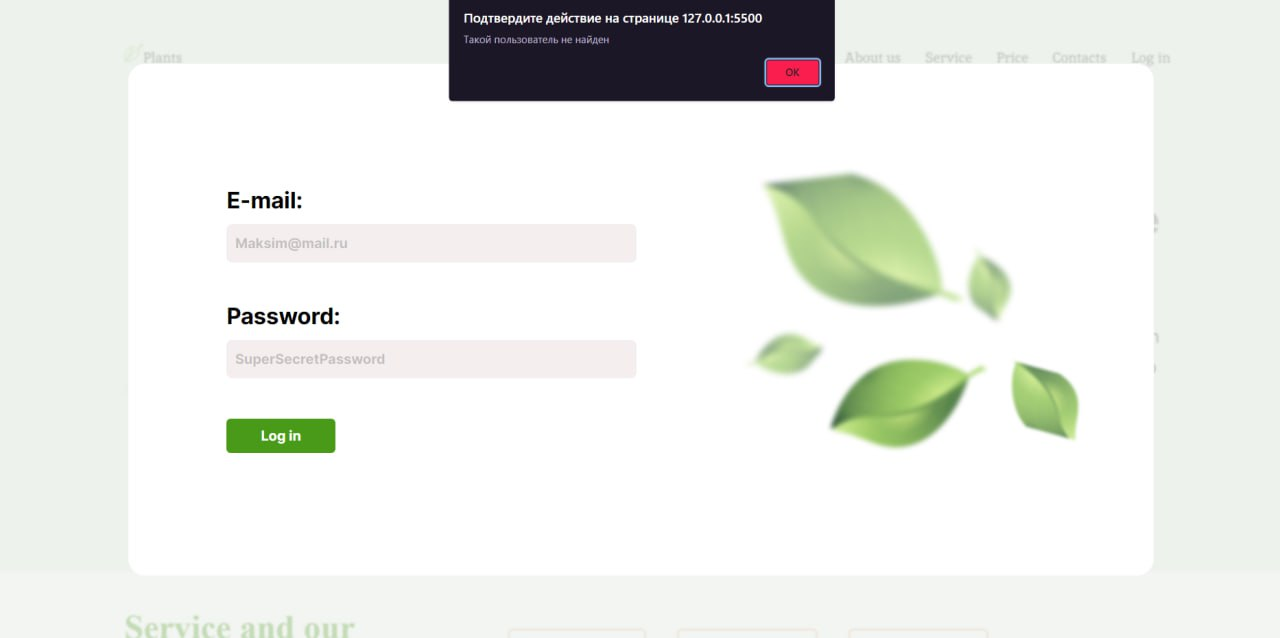 Подтвердите действие на странице 127.0.0.1:5500
Такой пользователь не найден
OK
Plants
About us Service Price Contacts Log in
E-mail:
Maksim@mail.ru
Password:
SuperSecretPassword
Log in
Service and our